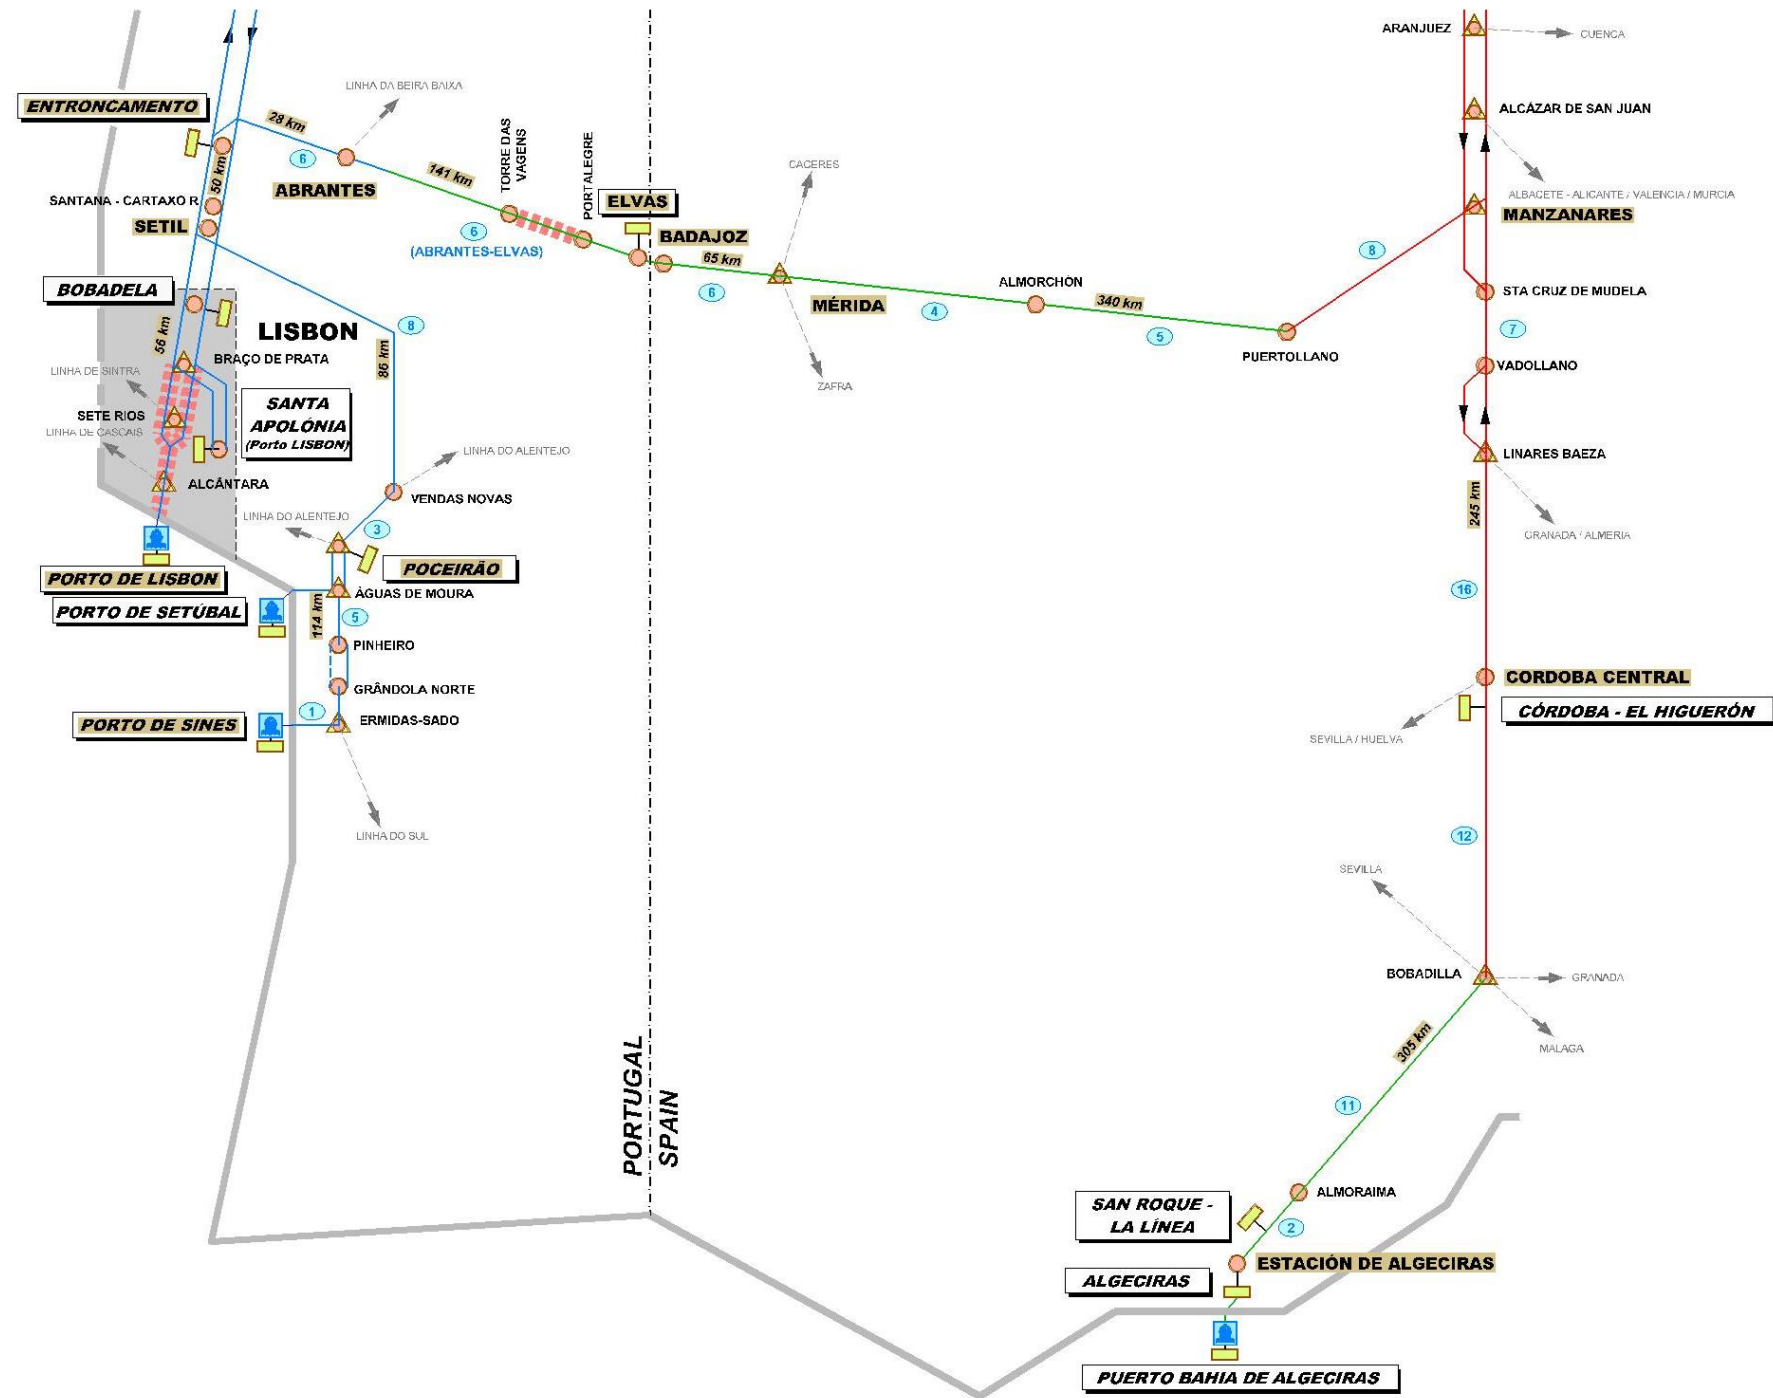 ARANJUEZ
CUENCA
ENTRONCAMENTO
LINHA DA BEIRA BAIXA
28 km
6
ABRANTES
50 km
141 km
TORRE DAS
VAGENS
PORTALEGRE
6
(ABRANTES-ELVAS)
ELVAS
BADAJOZ
65 km
6
CACERES
MÉRIDA
ZAFRA
4
ALMORCHÓN
340 km
5
PUERTOLLANO
8
ALCÁZAR DE SAN JUAN
ALBACETE - ALICANTE / VALENCIA / MURCIA
MANZANARES
STA CRUZ DE MUDELA
7
VADOLLANO
LINARES BAEZA
245 km
GRANADA / ALMERIA
16
CORDOBA CENTRAL
CÓRDOBA - EL HIGUERÓN
SEVILLA / HUELVA
12
SEVILLA
BOBADILLA
GRANADA
MALAGA
305 km
11
ALMORAIMA
SAN ROQUE -
LA LÍNEA
2
ESTACIÓN DE ALGECIRAS
ALGECIRAS
PUERTO BAHIA DE ALGECIRAS
SANTANA - CARTAXO R
SETIL
BOBADELA
LISBON
56 km
BRAÇO DE PRATA
LINHA DE SINTRA
SETE RIOS
LINHA DE CASCAIS
SANTA
APOLÓNIA
(Porto LISBON)
ALCÂNTARA
8
86 km
LINHA DO ALENTEJO
VENDAS NOVAS
LINHA DO ALENTEJO
3
POCEIRÃO
PORTO DE LISBON
PORTO DE SETÚBAL
ÁGUAS DE MOURA
114 km
5
PINHEIRO
GRÂNDOLA NORTE
PORTO DE SINES
1
ERMIDAS-SADO
LINHA DO SUL
PORTUGAL
SPAIN